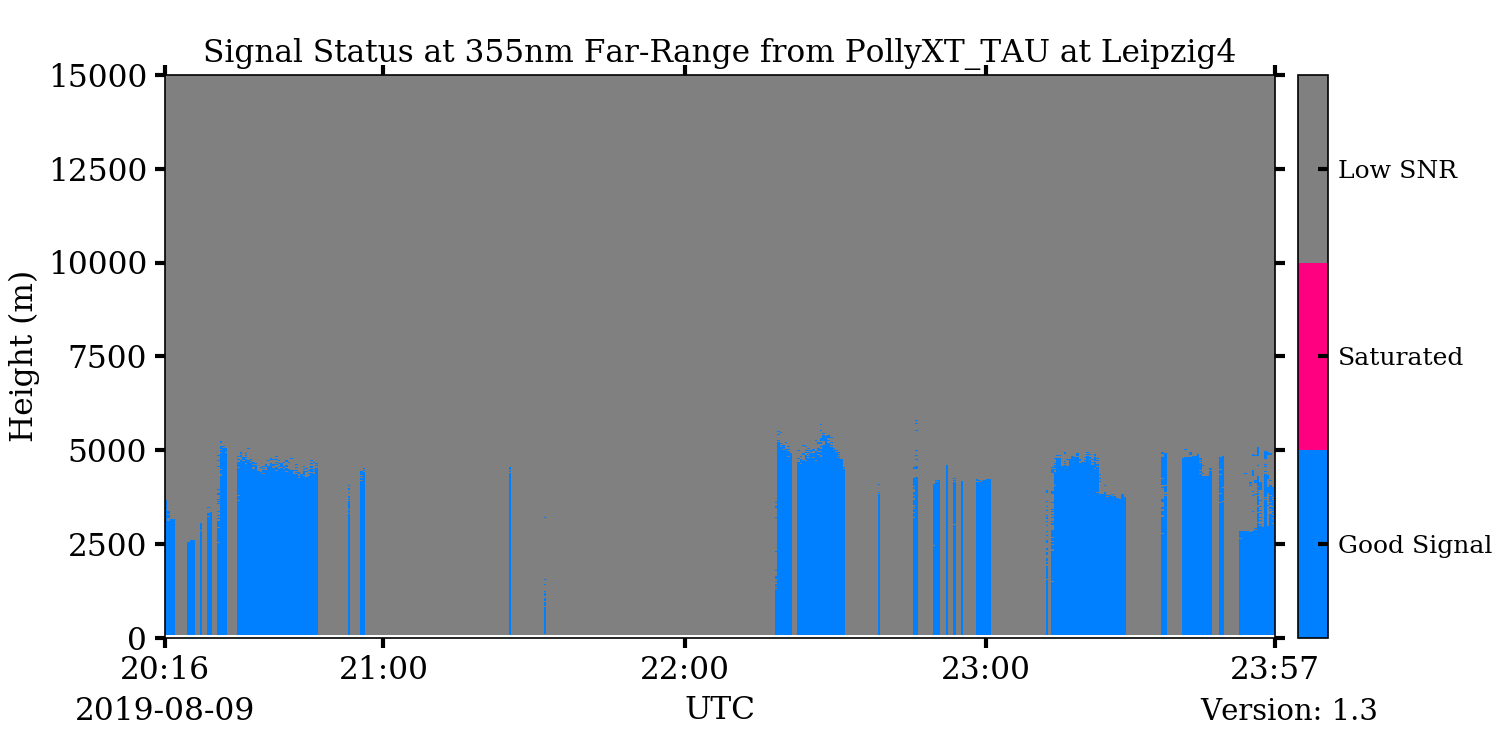 Signal Status at 355nm Far-Range from PollyXT_TAU at Leipzig4
15000
12500
10000
7500
5000
2500
0
Height (m)
20:16
21:00
22:00
23:00
23:57
2019-08-09
UTC
Version: 1.3
Low SNR
Saturated
Good Signal